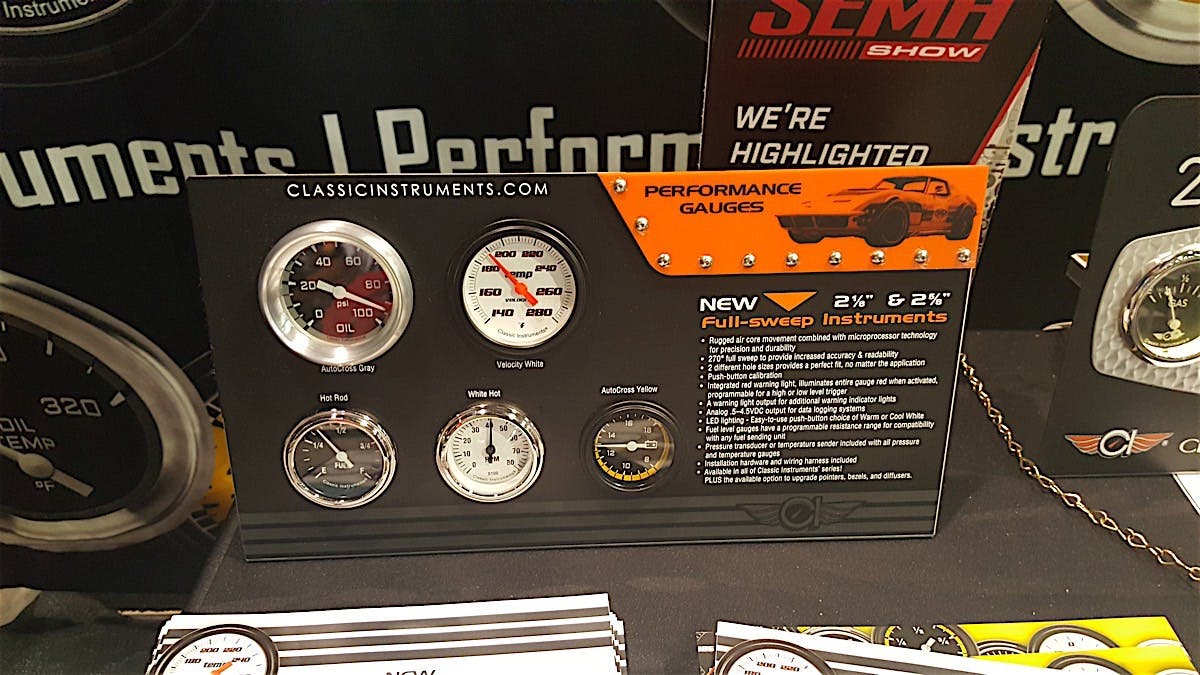 Instrume
SEMA
SHOW
WE'RE
HIGHLIGHTED
uments | Perform
str
CLASSICINSTRUMENTS.COM
PERFORMANCE
GAUGES
40 60
20 80
psi
0 100
OIL
AutoCross Gray
200 220
180 temp 240
160 260
140 280
°F
Classic Instruments
Velocity White
NEW 2⅛" & 2⅝"
Full-sweep Instruments
• Rugged air core movement combined with microprocessor technology
for precision and durability
• 270° full sweep to provide increased accuracy & readability
• 2 different hole sizes provides a perfect fit, no matter the application
• Push-button calibration
• Integrated red warning light, illuminates entire gauge red when activated,
programmable for a high or low level trigger
• A warning light output for additional warning indicator lights
• Analog .5–4.5VDC output for data logging systems
• LED lighting - Easy-to-use push-button choice of Warm or Cool White
• Fuel level gauges have a programmable resistance range for compatibility
with any fuel sending unit
• Pressure transducer or temperature sender included with all pressure
and temperature gauges
• Installation hardware and wiring harness included
• Available in all of Classic Instruments' series!
PLUS the available option to upgrade pointers, bezels, and diffusers.
Hot Rod
1/2
1/4 3/4
FUEL
E F
Classic Instruments
White Hot
40
30 50
20 60
10 RPM 70
0 80
X100
AutoCross Yellow
16
14 18
12 8
10
320
OIL
TEMP
°F
2
GAS
CI
200 220
180 temp 240
NOW
200 220